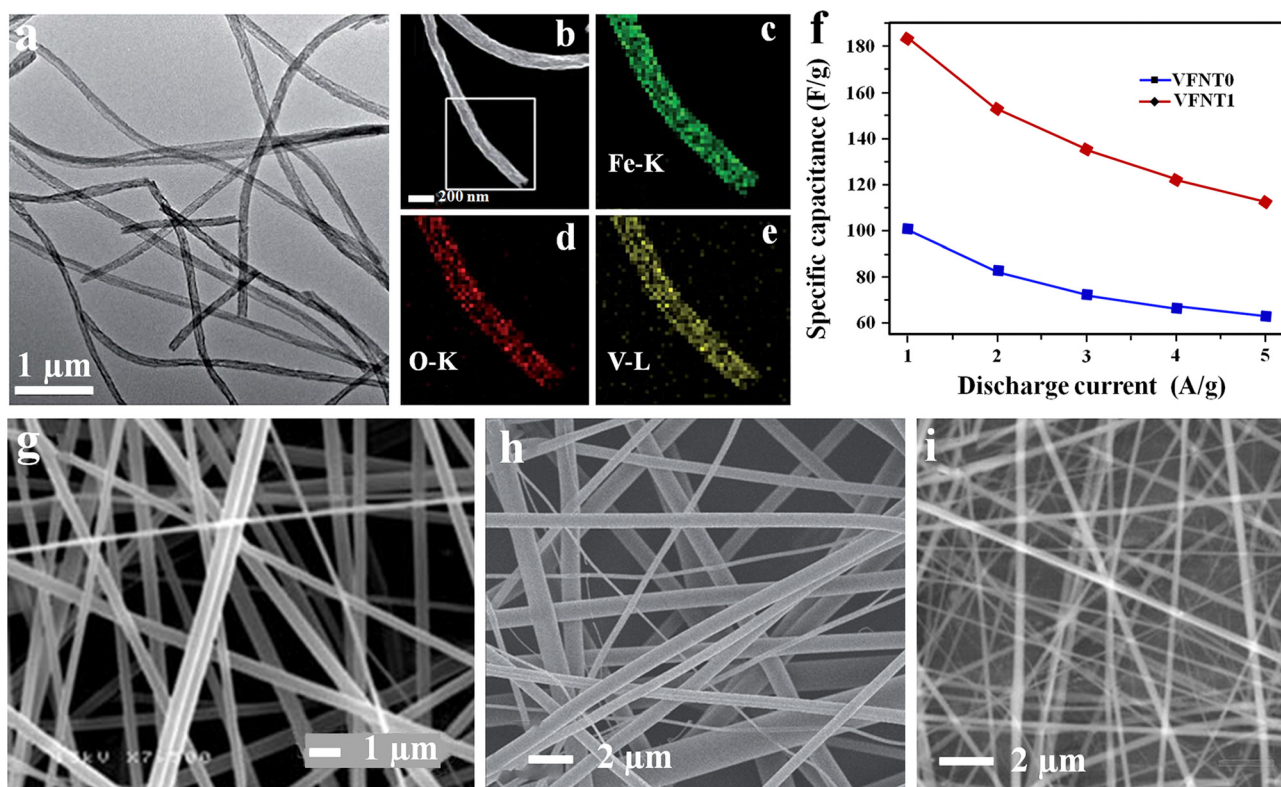 a
1 µm
b
200 nm
c
Fe-K
d
O-K
e
V-L
f
Specific capacitance (F/g)
180
160
140
120
100
80
60
VFNT0
VFNT1
1 2 3 4 5
Discharge current (A/g)
g
1 µm
h
2 µm
i
2 µm